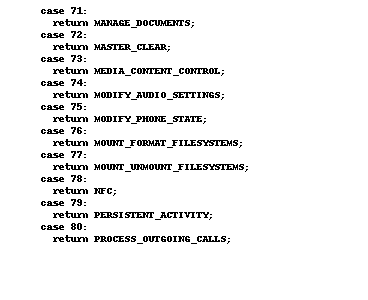 case 71:
return MANAGE_DOCUMENTS;
case 72:
return MASTER_CLEAR;
case 73:
return MEDIA_CONTENT_CONTROL;
case 74:
return MODIFY_AUDIO_SETTINGS;
case 75:
return MODIFY_PHONE_STATE;
case 76:
return MOUNT_FORMAT_FILESYSTEMS;
case 77:
return MOUNT_UNMOUNT_FILESYSTEMS;
case 78:
return NFC;
case 79:
return PERSISTENT_ACTIVITY;
case 80:
return PROCESS_OUTGOING_CALLS;